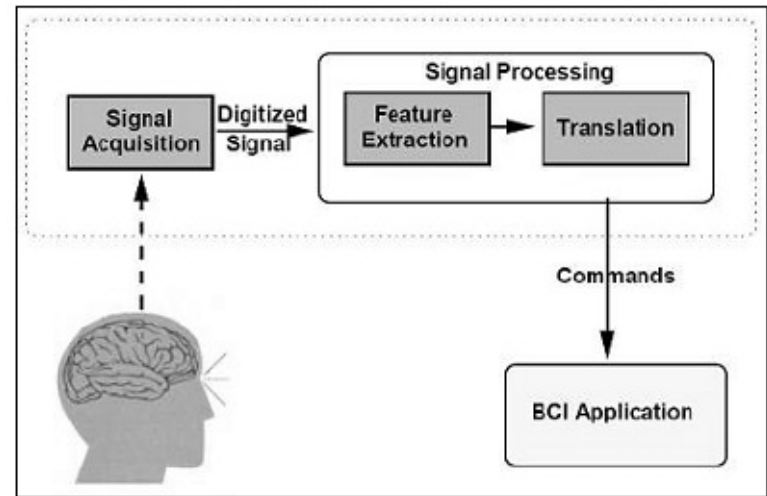 Signal Processing
Signal
Acquisition
Digitized
Signal
Feature
Extraction
Translation
Commands
BCI Application